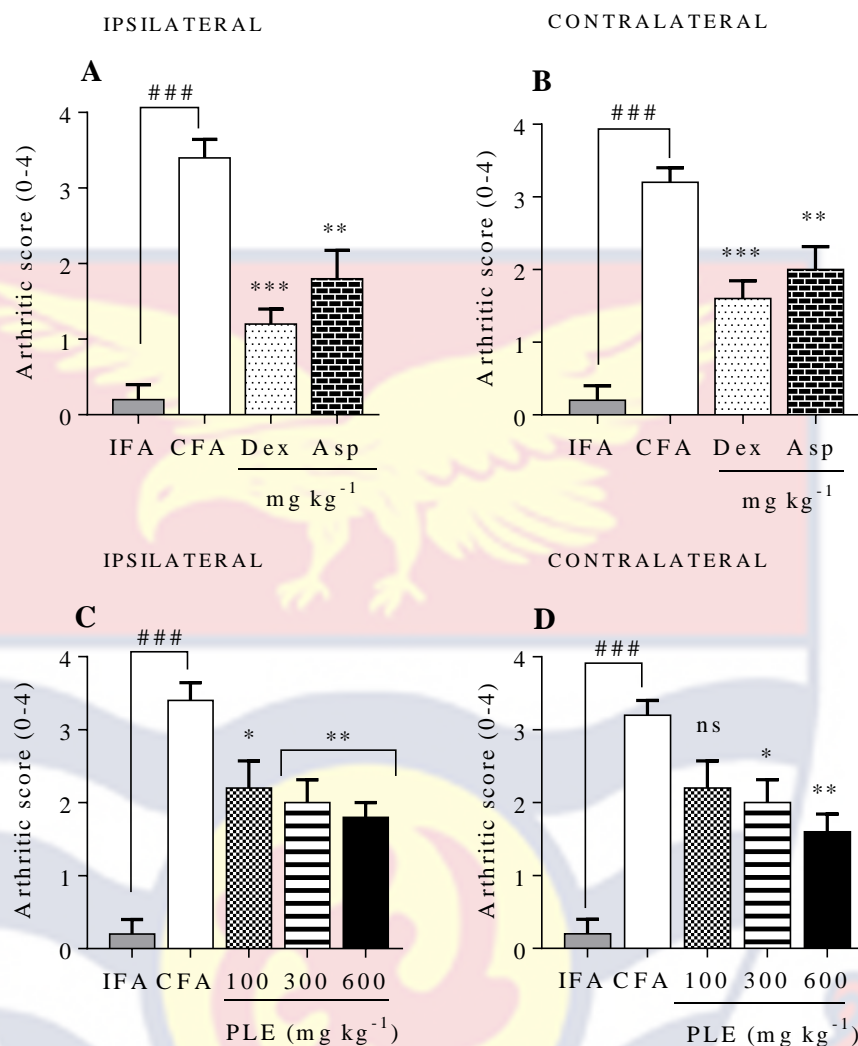 IPSILATERAL
A
###
Arthritic score (0-4)
4
3
2
1
0
***
**
IFA CFA Dex Asp
mg kg-1
CONTRALATERAL
B
###
Arthritic score (0-4)
4
3
2
1
0
***
**
IFA CFA Dex Asp
mg kg-1
IPSILATERAL
C
###
Arthritic score (0-4)
4
3
2
1
0
*
**
IFA CFA 100 300 600
PLE (mg kg-1)
CONTRALATERAL
D
###
Arthritic score (0-4)
4
3
2
1
0
ns
*
**
IFA CFA 100 300 600
PLE (mg kg-1)